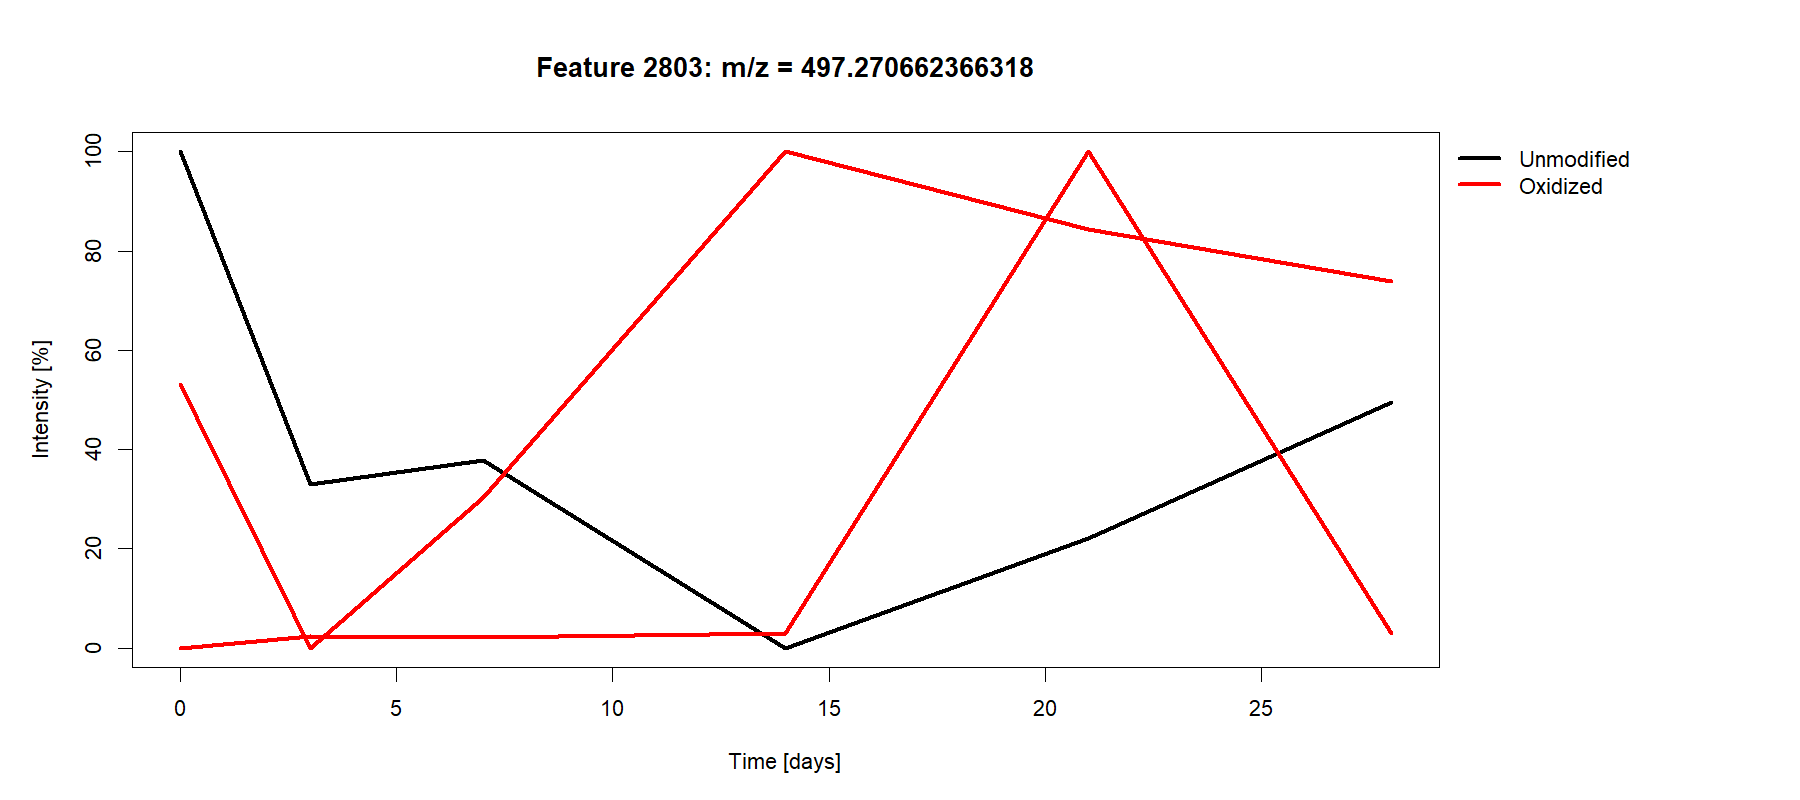 Feature 2803: m/z = 497.270662366318
Unmodified
Oxidized
Intensity [%]
100
80
60
40
20
0
0 5 10 15 20 25
Time [days]